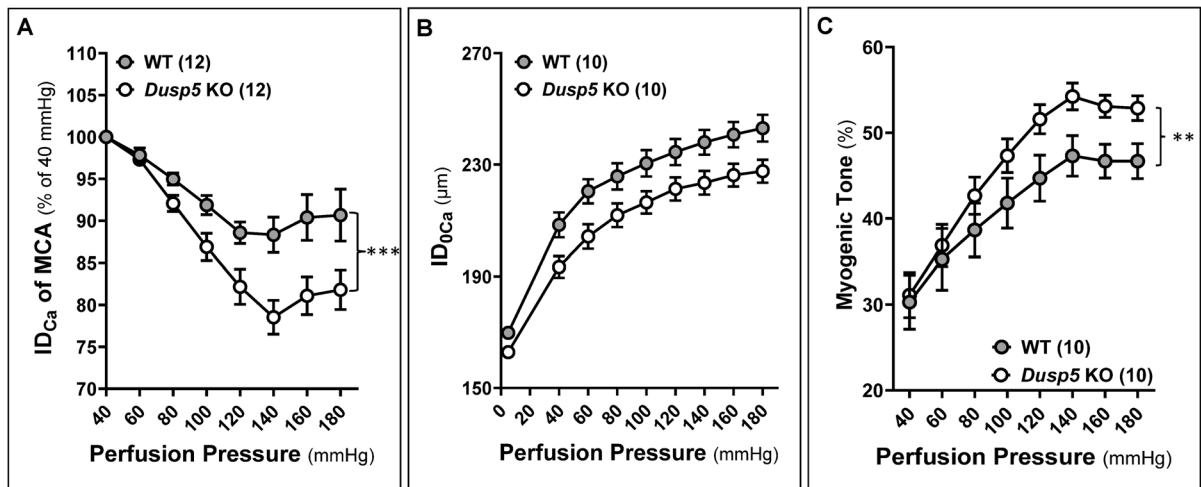 A
110
105
100
95
90
85
80
75
70
WT (12)
Dusp5 KO (12)
***
ID_Ca of MCA (% of 40 mmHg)
40 60 80 100 120 140 160 180
Perfusion Pressure (mmHg)
B
270
230
190
150
WT (10)
Dusp5 KO (10)
ID_0Ca (µm)
0 20 40 60 80 100 120 140 160 180
Perfusion Pressure (mmHg)
C
60
50
40
30
20
**
WT (10)
Dusp5 KO (10)
Myogenic Tone (%)
40 60 80 100 120 140 160 180
Perfusion Pressure (mmHg)